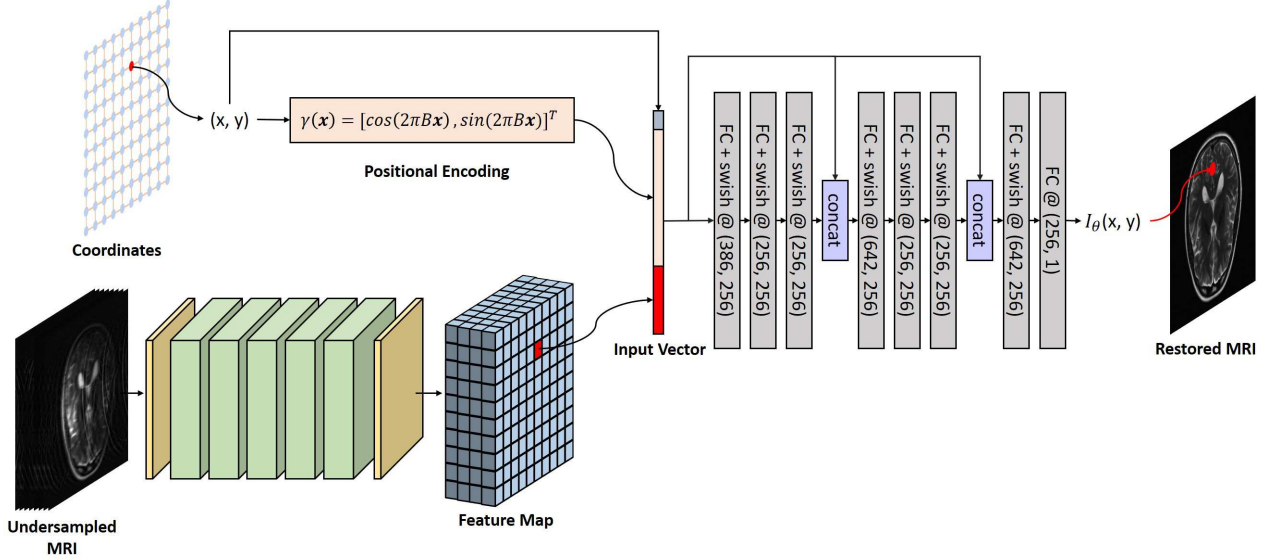 (x, y)
γ(𝒙) = [cos(2πB𝒙) , sin(2πB𝒙)]ᵀ
Positional Encoding
Coordinates
Undersampled
MRI
Feature Map
Input Vector
FC + swish @ (386, 256)
FC + swish @ (256, 256)
FC + swish @ (256, 256)
concat
FC + swish @ (642, 256)
FC + swish @ (256, 256)
FC + swish @ (256, 256)
concat
FC + swish @ (642, 256)
FC @ (256, 1)
I_θ(x, y)
Restored MRI